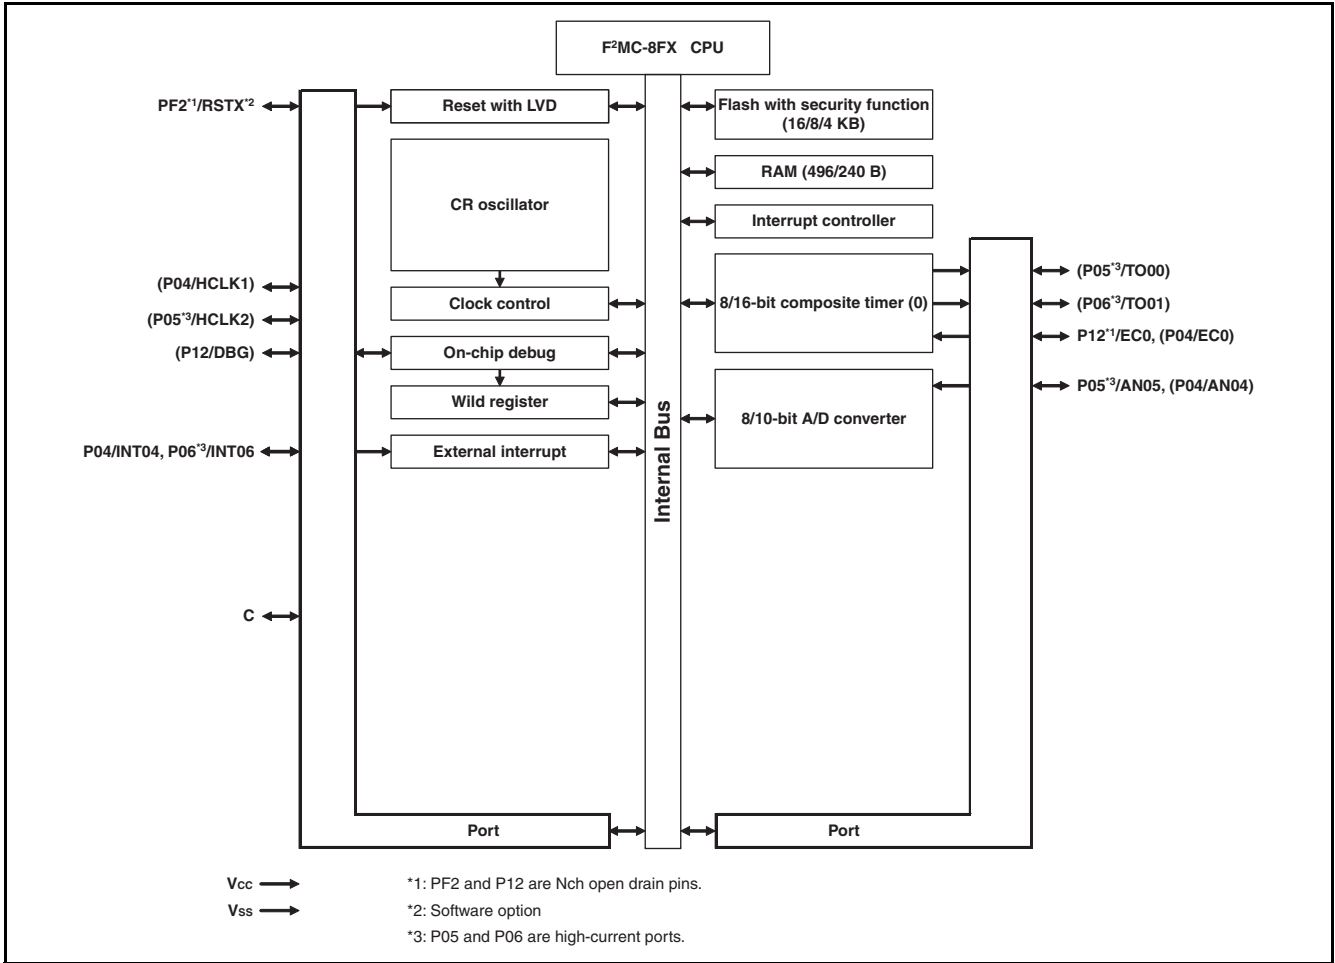 F²MC-8FX CPU
PF2*1/RSTX*2
Reset with LVD
Flash with security function
(16/8/4 KB)
CR oscillator
RAM (496/240 B)
Interrupt controller
(P04/HCLK1)
Clock control
8/16-bit composite timer (0)
(P05*3/TO00)
(P05*3/HCLK2)
(P06*3/TO01)
(P12/DBG)
On-chip debug
P12*1/EC0, (P04/EC0)
Wild register
8/10-bit A/D converter
P05*3/AN05, (P04/AN04)
P04/INT04, P06*3/INT06
External interrupt
Internal Bus
C
Port
Port
Vcc
*1: PF2 and P12 are Nch open drain pins.
Vss
*2: Software option
*3: P05 and P06 are high-current ports.